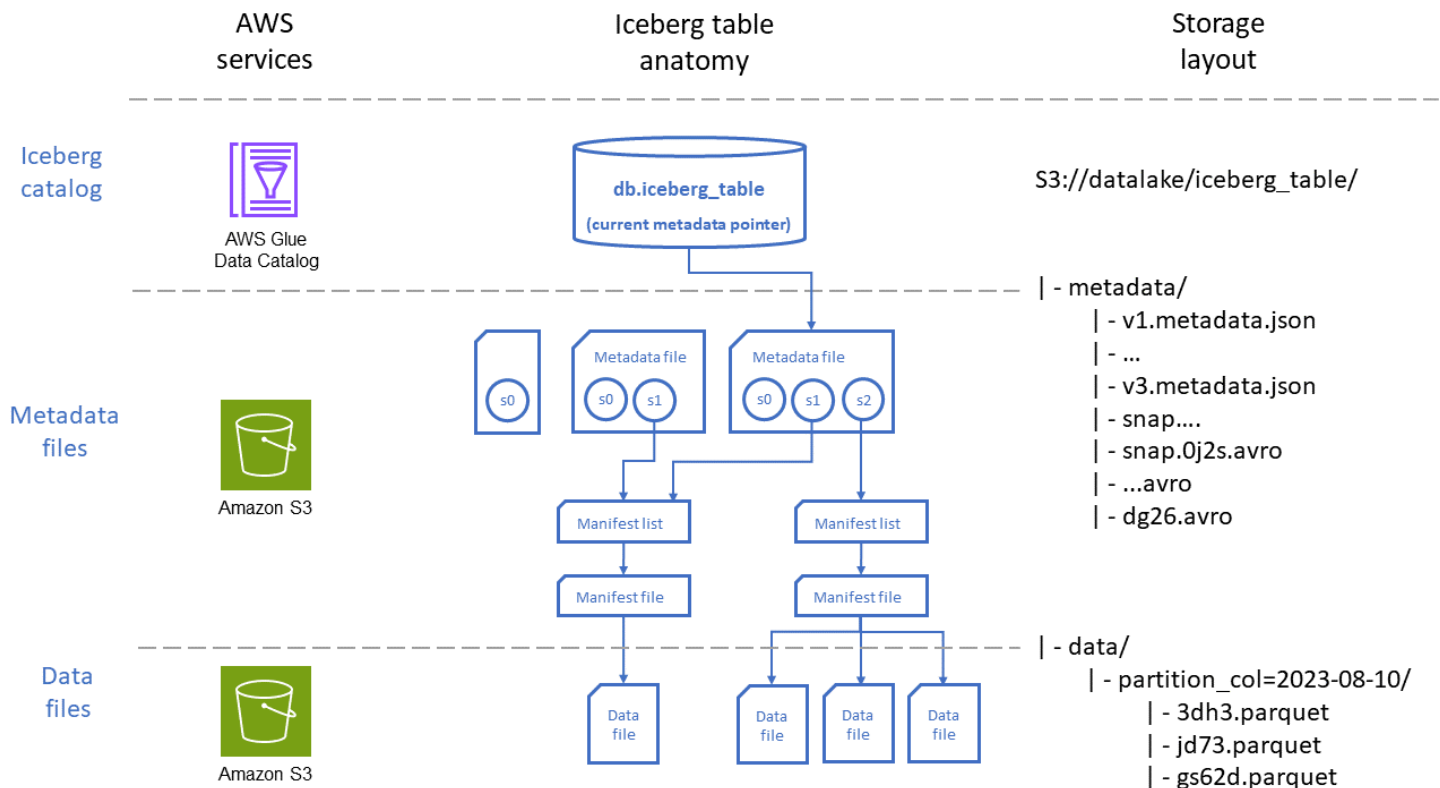 AWS
services
Iceberg table
anatomy
Storage
layout
Iceberg
catalog
AWS Glue
Data Catalog
db.iceberg_table
(current metadata pointer)
S3://datalake/iceberg_table/
Metadata
files
Amazon S3
s0
Metadata file
s0
s1
Metadata file
s0
s1
s2
Manifest list
Manifest list
Manifest file
Manifest file
| - metadata/
| - v1.metadata.json
| - ...
| - v3.metadata.json
| - snap....
| - snap.0j2s.avro
| - ...avro
| - dg26.avro
Data
files
Amazon S3
Data
file
Data
file
Data
file
Data
file
| - data/
| - partition_col=2023-08-10/
| - 3dh3.parquet
| - jd73.parquet
| - gs62d.parquet